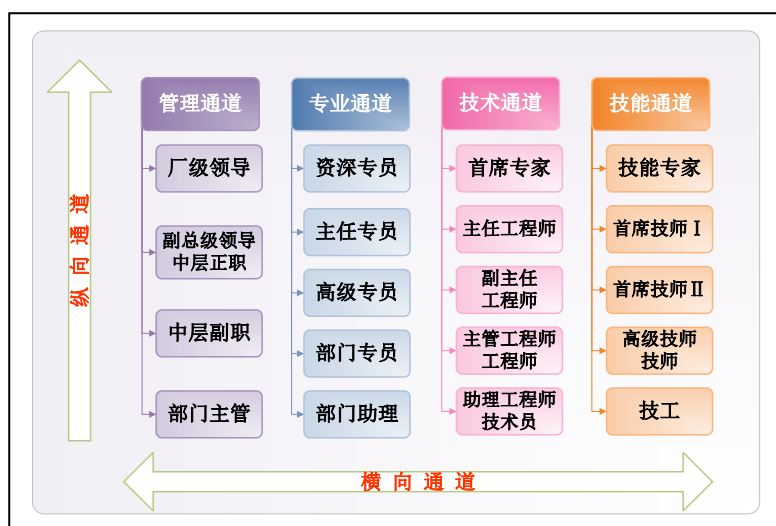 纵向通道
管理通道
厂级领导
副总级领导
中层正职
中层副职
部门主管
专业通道
资深专员
主任专员
高级专员
部门专员
部门助理
技术通道
首席专家
主任工程师
副主任
工程师
主管工程师
工程师
助理工程师
技术员
技能通道
技能专家
首席技师Ⅰ
首席技师Ⅱ
高级技师
技师
技工
横向通道